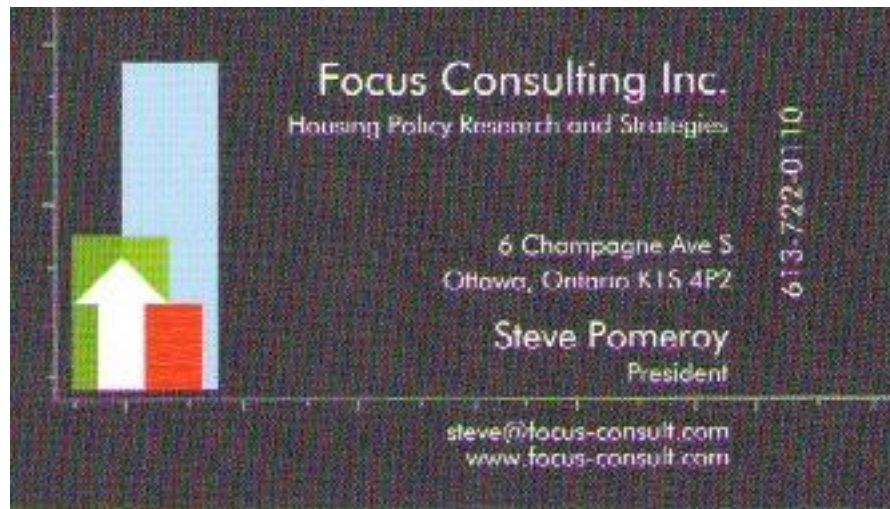 Focus Consulting Inc.
Housing Policy Research and Strategies
613-722-0110
6 Champagne Ave S
Ottawa, Ontario K1S 4P2
Steve Pomeroy
President
steve@focus-consult.com
www.focus-consult.com